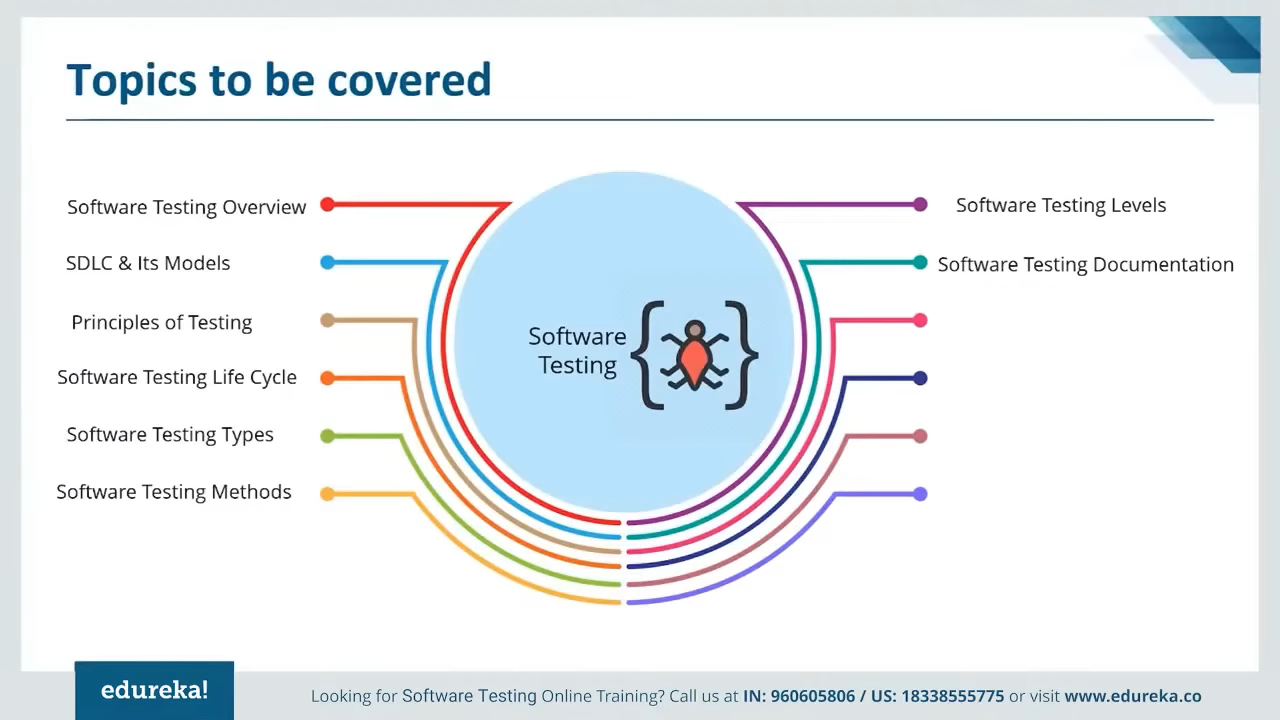 Topics to be covered
Software Testing Overview
SDLC & Its Models
Principles of Testing
Software Testing Life Cycle
Software Testing Types
Software Testing Methods
Software
Testing
Software Testing Levels
Software Testing Documentation
edureka!
Looking for Software Testing Online Training? Call us at IN: 960605806 / US: 18338555775 or visit www.edureka.co